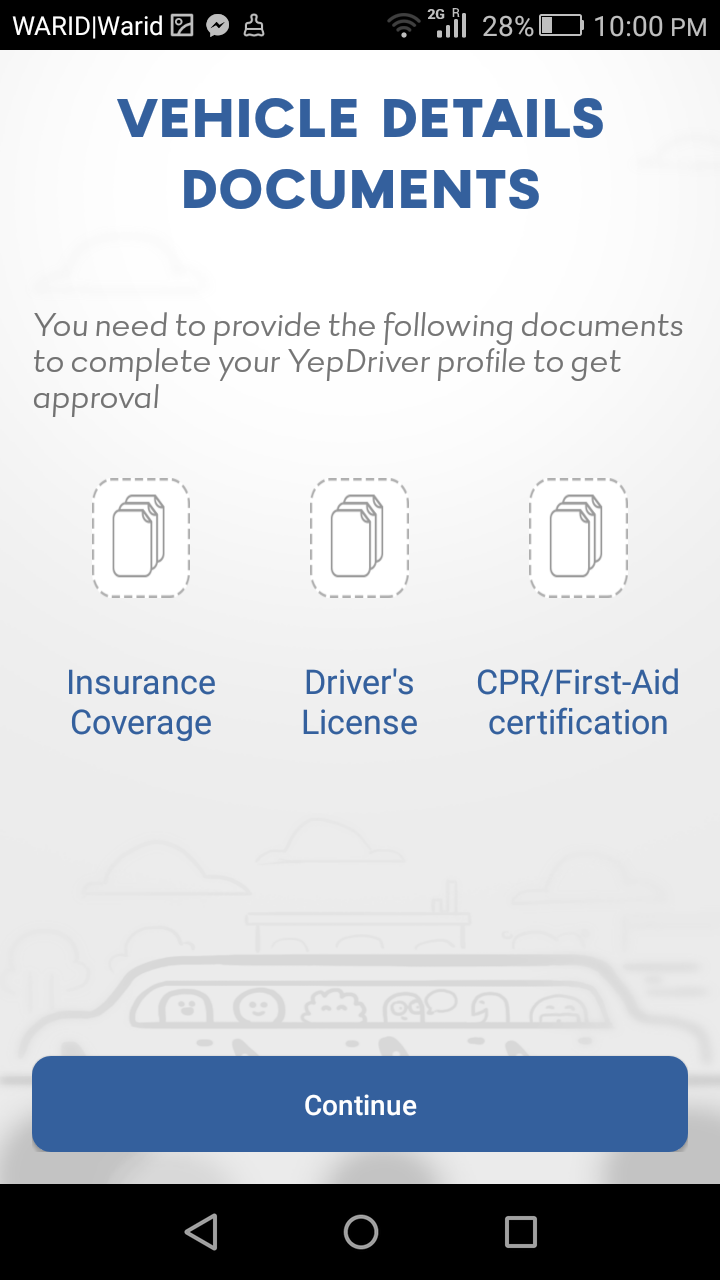 WARID|Warid 2G R 28% 10:00 PM
VEHICLE DETAILS
DOCUMENTS
You need to provide the following documents
to complete your YepDriver profile to get
approval
Insurance
Coverage
Driver's
License
CPR/First-Aid
certification
Continue